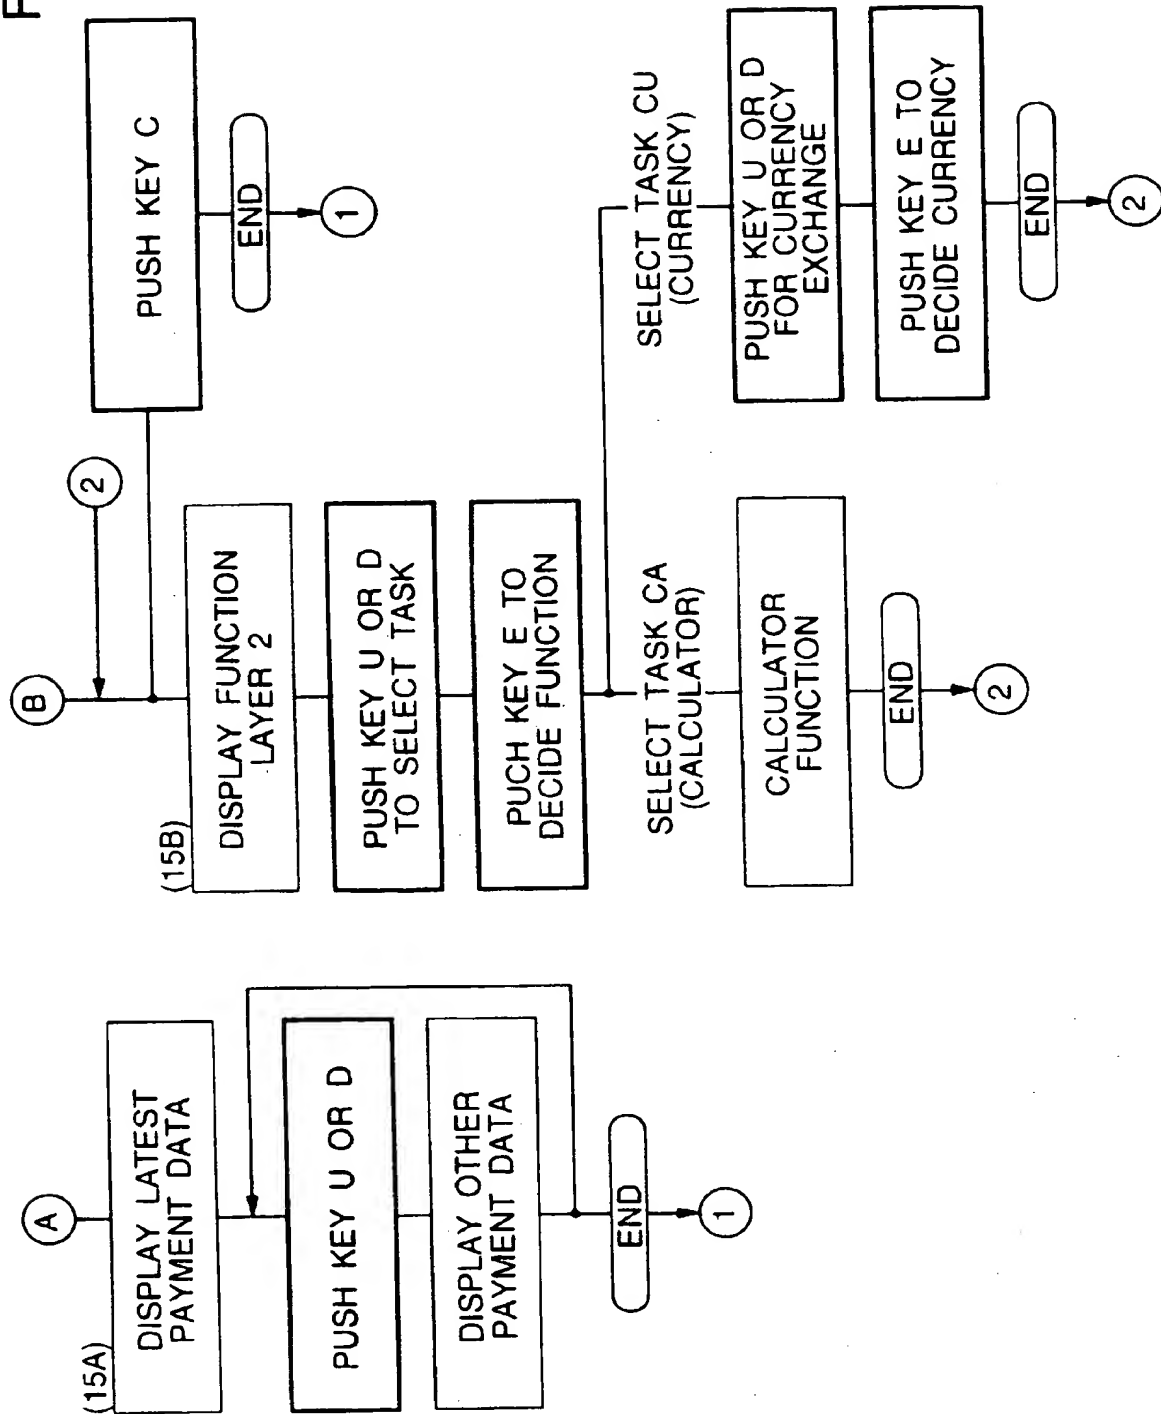 A
(15A)
DISPLAY LATEST
PAYMENT DATA
PUSH KEY U OR D
DISPLAY OTHER
PAYMENT DATA
END
1
B
2
(15B)
DISPLAY FUNCTION
LAYER 2
PUSH KEY U OR D
TO SELECT TASK
PUCH KEY E TO
DECIDE FUNCTION
SELECT TASK CA
(CALCULATOR)
CALCULATOR
FUNCTION
END
2
PUSH KEY C
END
1
SELECT TASK CU
(CURRENCY)
PUSH KEY U OR D
FOR CURRENCY
EXCHANGE
PUSH KEY E TO
DECIDE CURRENCY
END
2